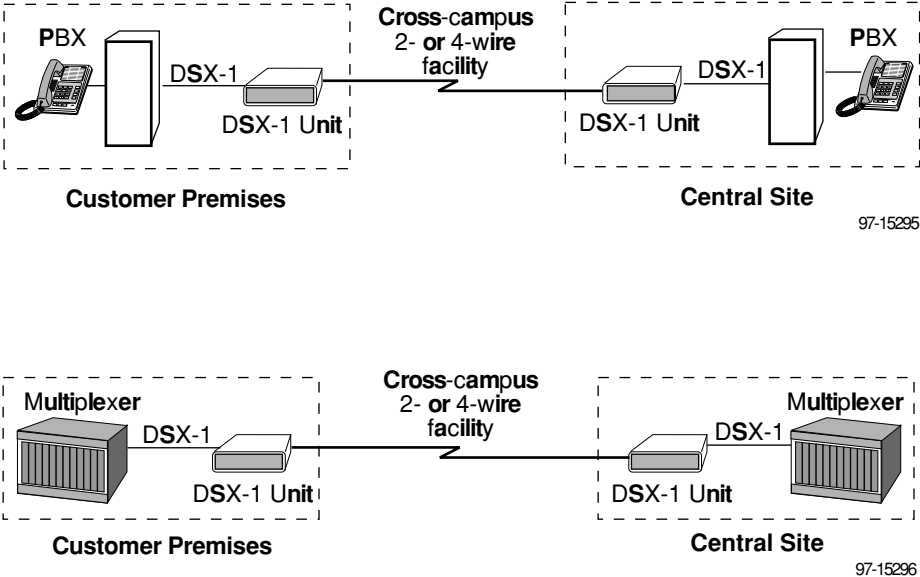 Cross-campus
2- or 4-wire
facility
PBX
DSX-1
DSX-1 Unit
Customer Premises
PBX
DSX-1
DSX-1 Unit
Central Site
97-15295
Cross-campus
2- or 4-wire
facility
Multiplexer
DSX-1
DSX-1 Unit
Customer Premises
Multiplexer
DSX-1
DSX-1 Unit
Central Site
97-15296